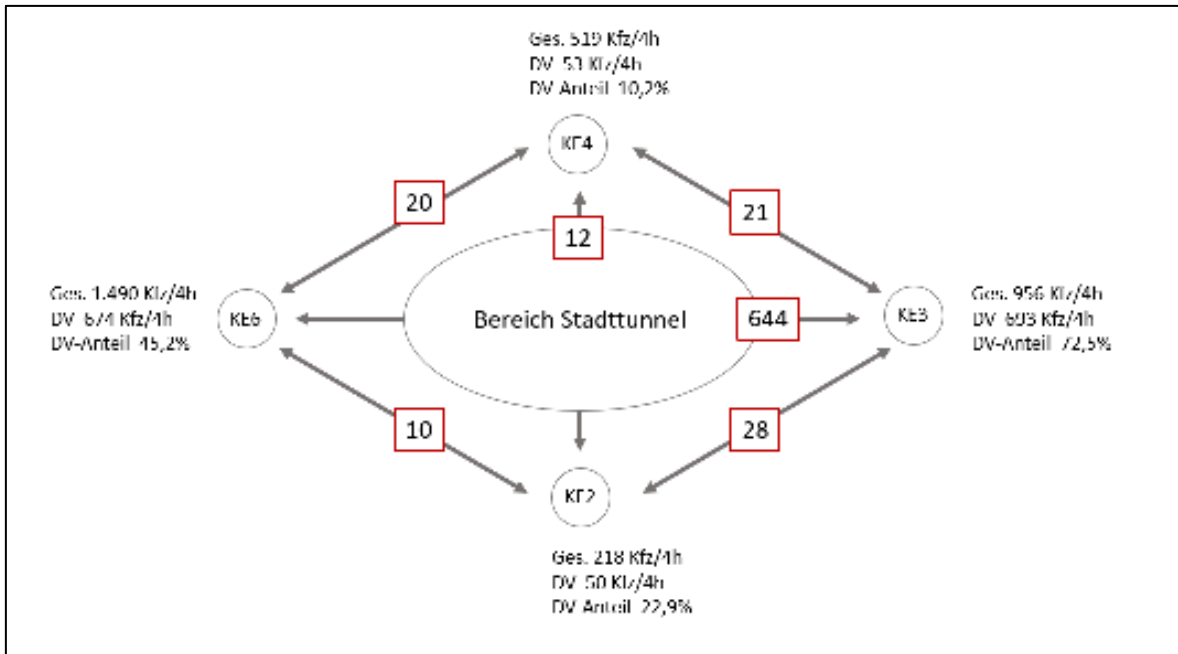 Ges. 519 Kfz/4h
DV 53 Kfz/4h
DV Anteil 10,2%
KE4
20
21
12
Ges. 1.490 Kfz/4h
DV 674 Kfz/4h
DV-Anteil 45,2%
KE6
Bereich Stadttunnel
644
KE3
Ges. 956 Kfz/4h
DV 693 Kfz/4h
DV-Anteil 72,5%
10
28
KE2
Ges. 218 Kfz/4h
DV 50 Kfz/4h
DV Anteil 22,9%